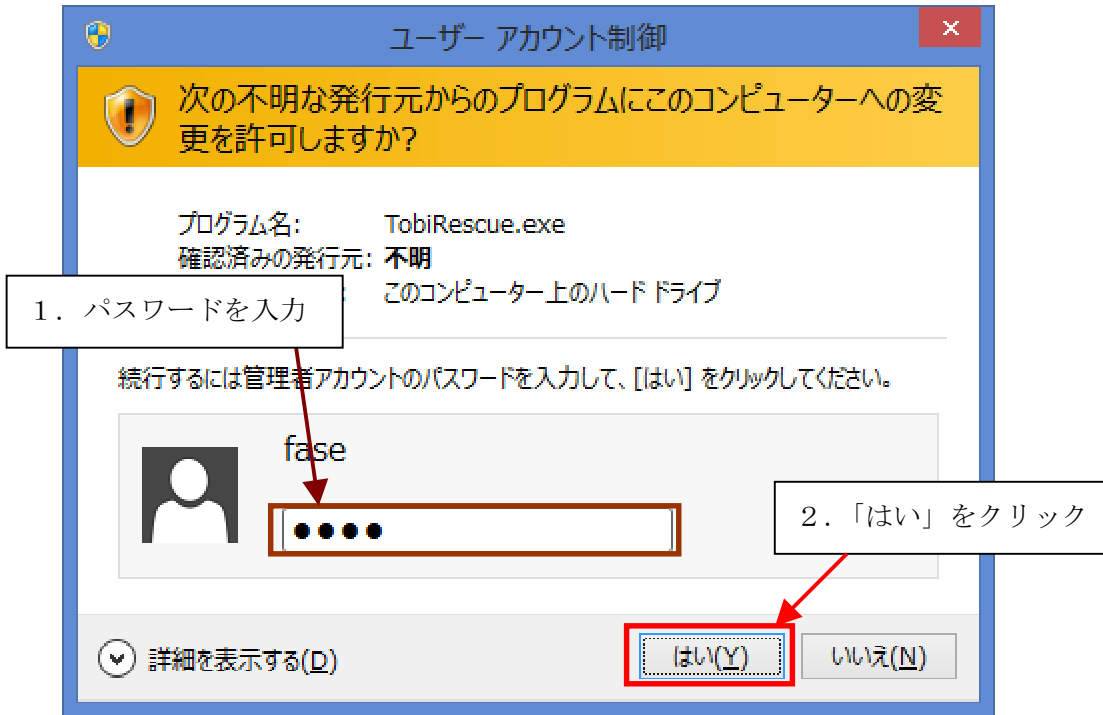 ユーザー アカウント制御
次の不明な発行元からのプログラムにこのコンピューターへの変
更を許可しますか?
プログラム名: TobiRescue.exe
確認済みの発行元: 不明
このコンピューター上のハード ドライブ
1. パスワードを入力
続行するには管理者アカウントのパスワードを入力して、[はい] をクリックしてください。
fase
●●●●
2.「はい」をクリック
詳細を表示する(D)
はい(Y)
いいえ(N)